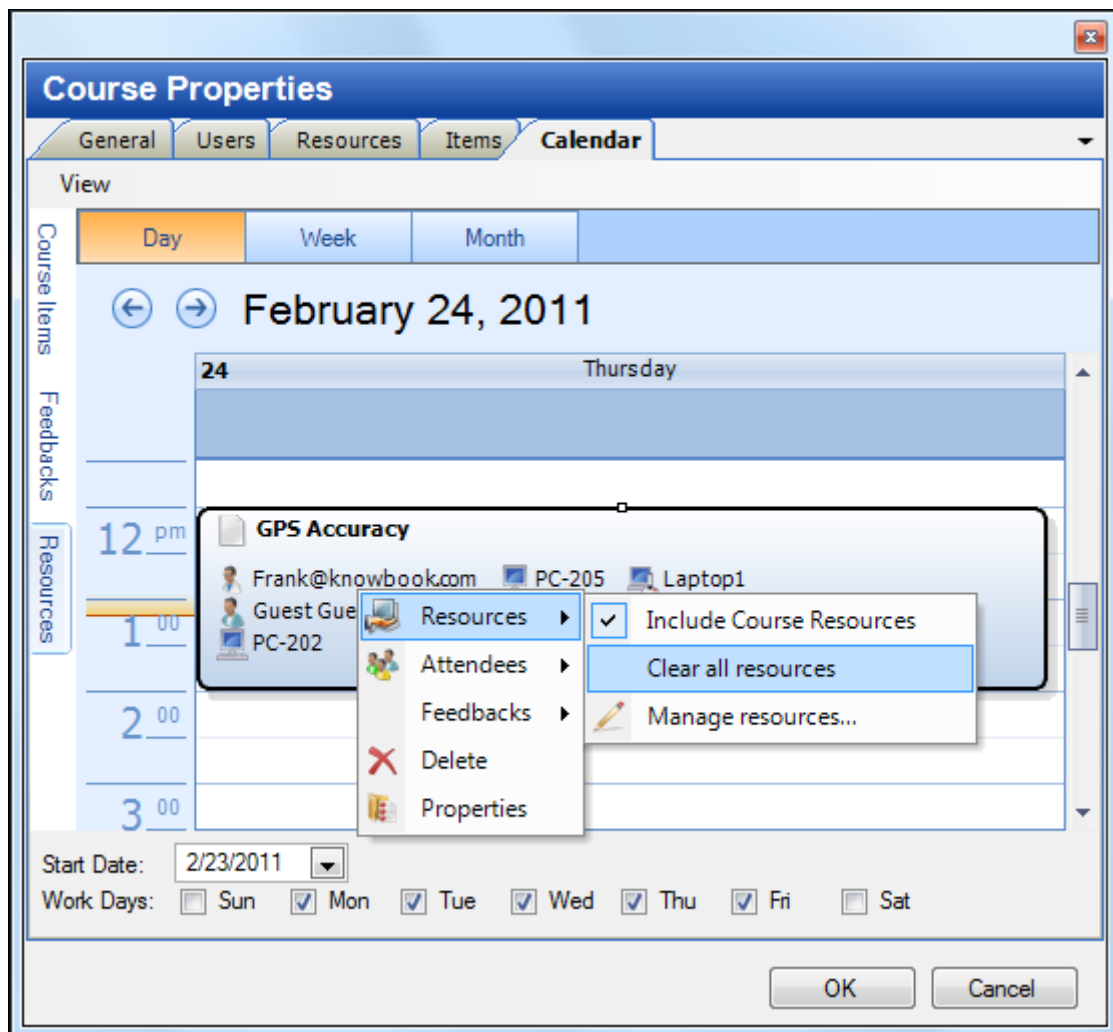 Course Properties
General Users Resources Items Calendar
View
Course Items
Feedbacks
Resources
Day Week Month
February 24, 2011
24 Thursday
12 pm
1 00
2 00
3 00
GPS Accuracy
Frank@knowbook.com PC-205 Laptop1
Guest Gue
PC-202
Resources
Attendees
Feedbacks
Delete
Properties
Include Course Resources
Clear all resources
Manage resources...
Start Date: 2/23/2011
Work Days: Sun Mon Tue Wed Thu Fri Sat
OK Cancel